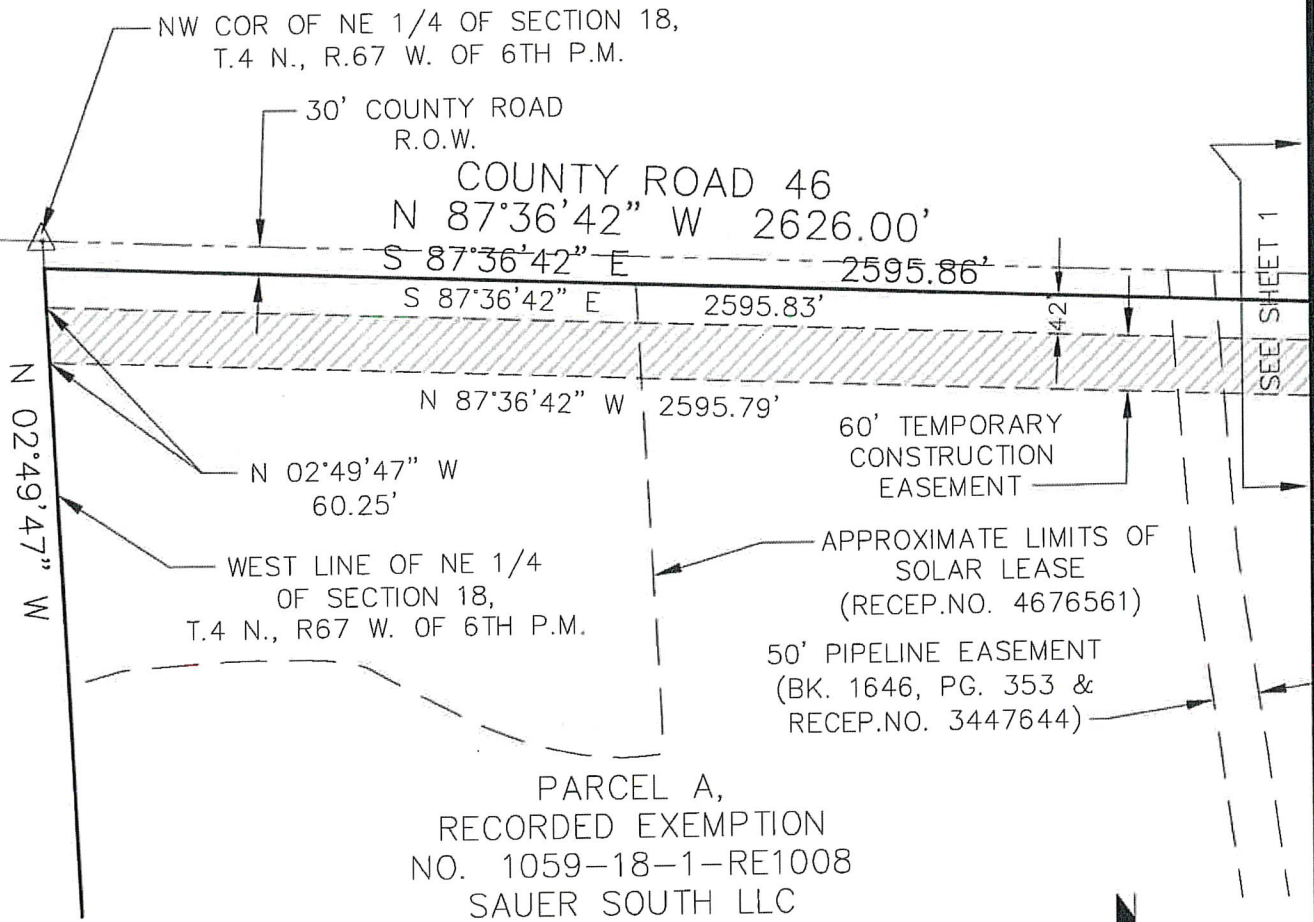 NW COR OF NE 1/4 OF SECTION 18,
T.4 N., R.67 W. OF 6TH P.M.
30' COUNTY ROAD
R.O.W.
COUNTY ROAD 46
N 87°36'42" W 2626.00'
S 87°36'42" E 2595.86'
S 87°36'42" E 2595.83'
42'
SEE SHEET 1
N 87°36'42" W 2595.79'
N 02°49'47" W
60.25'
N 02°49'47" W
60' TEMPORARY
CONSTRUCTION
EASEMENT
WEST LINE OF NE 1/4
OF SECTION 18,
T.4 N., R67 W. OF 6TH P.M.
APPROXIMATE LIMITS OF
SOLAR LEASE
(RECEP.NO. 4676561)
50' PIPELINE EASEMENT
(BK. 1646, PG. 353 &
RECEP.NO. 3447644)
PARCEL A,
RECORDED EXEMPTION
NO. 1059-18-1-RE1008
SAUER SOUTH LLC